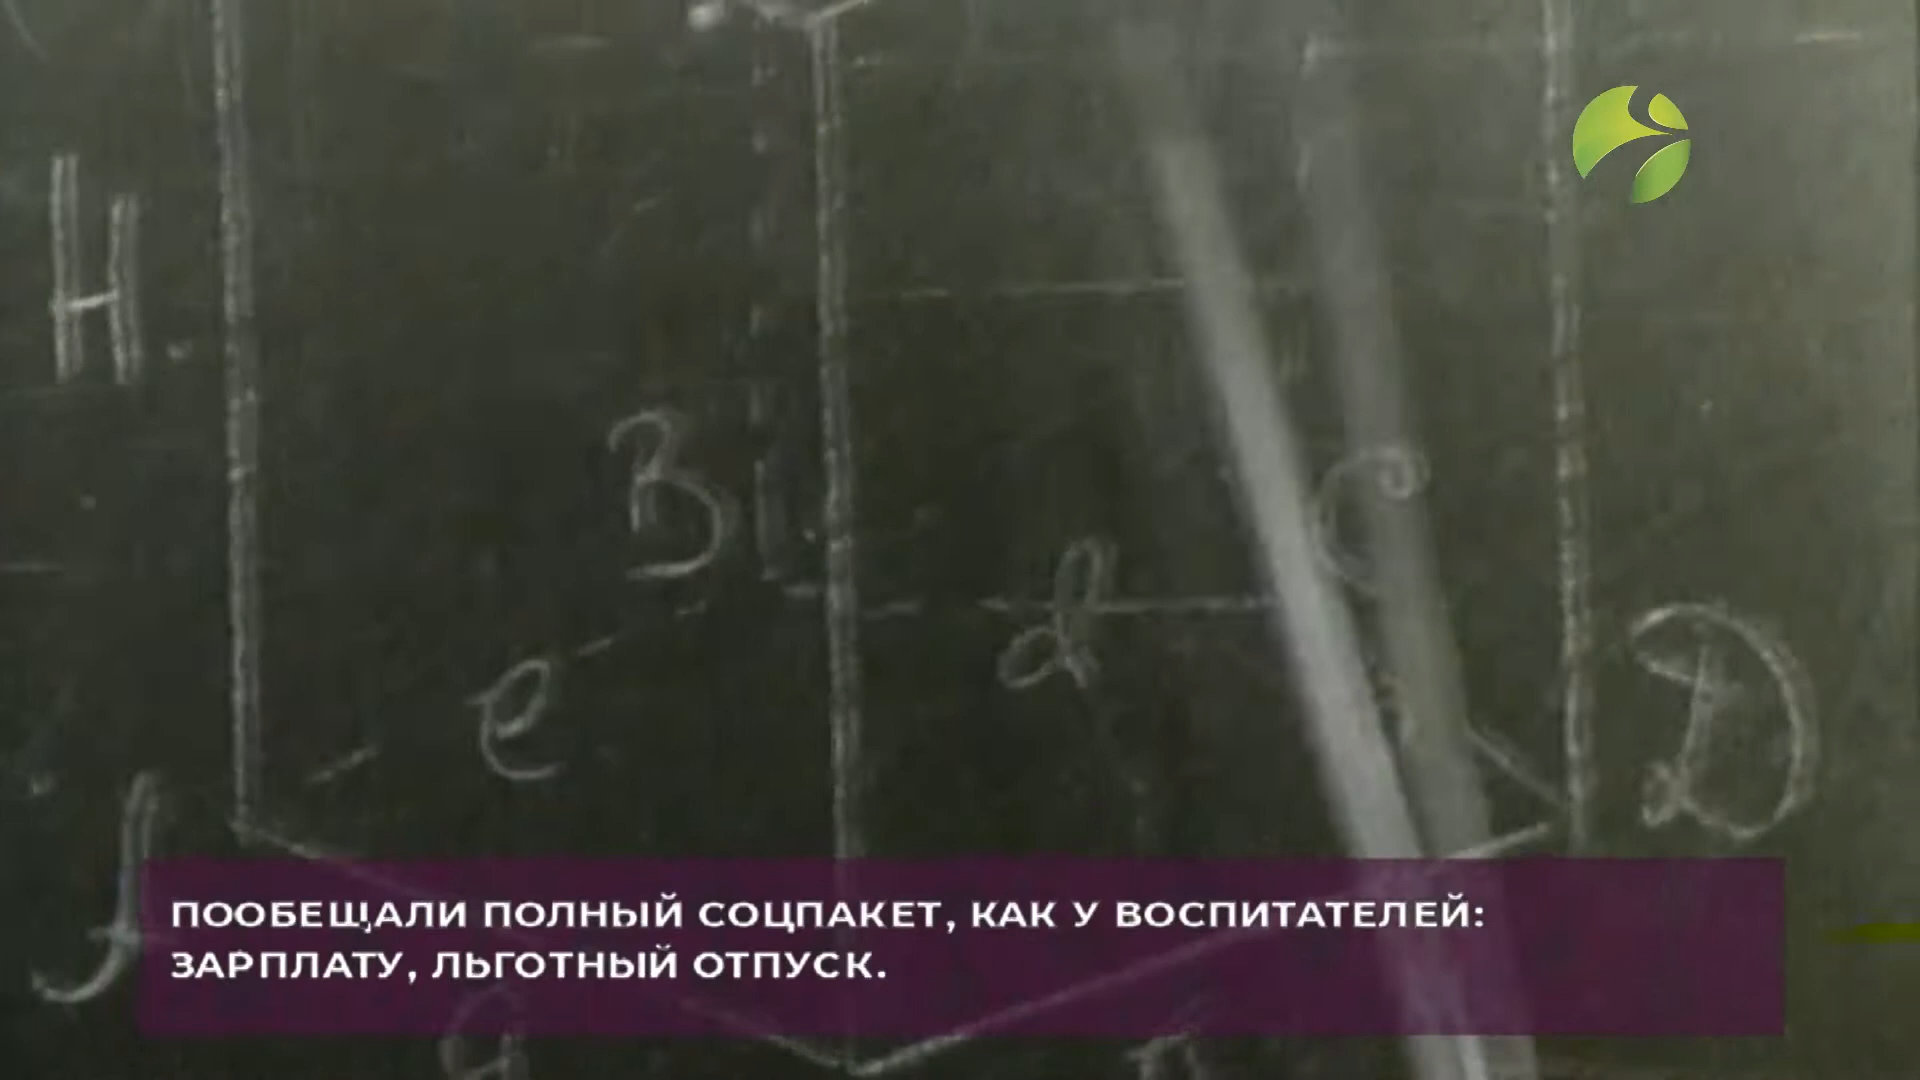 H
B
C
d
D
e
A
ПООБЕЩАЛИ ПОЛНЫЙ СОЦПАКЕТ, КАК У ВОСПИТАТЕЛЕЙ:
ЗАРПЛАТУ, ЛЬГОТНЫЙ ОТПУСК.
a